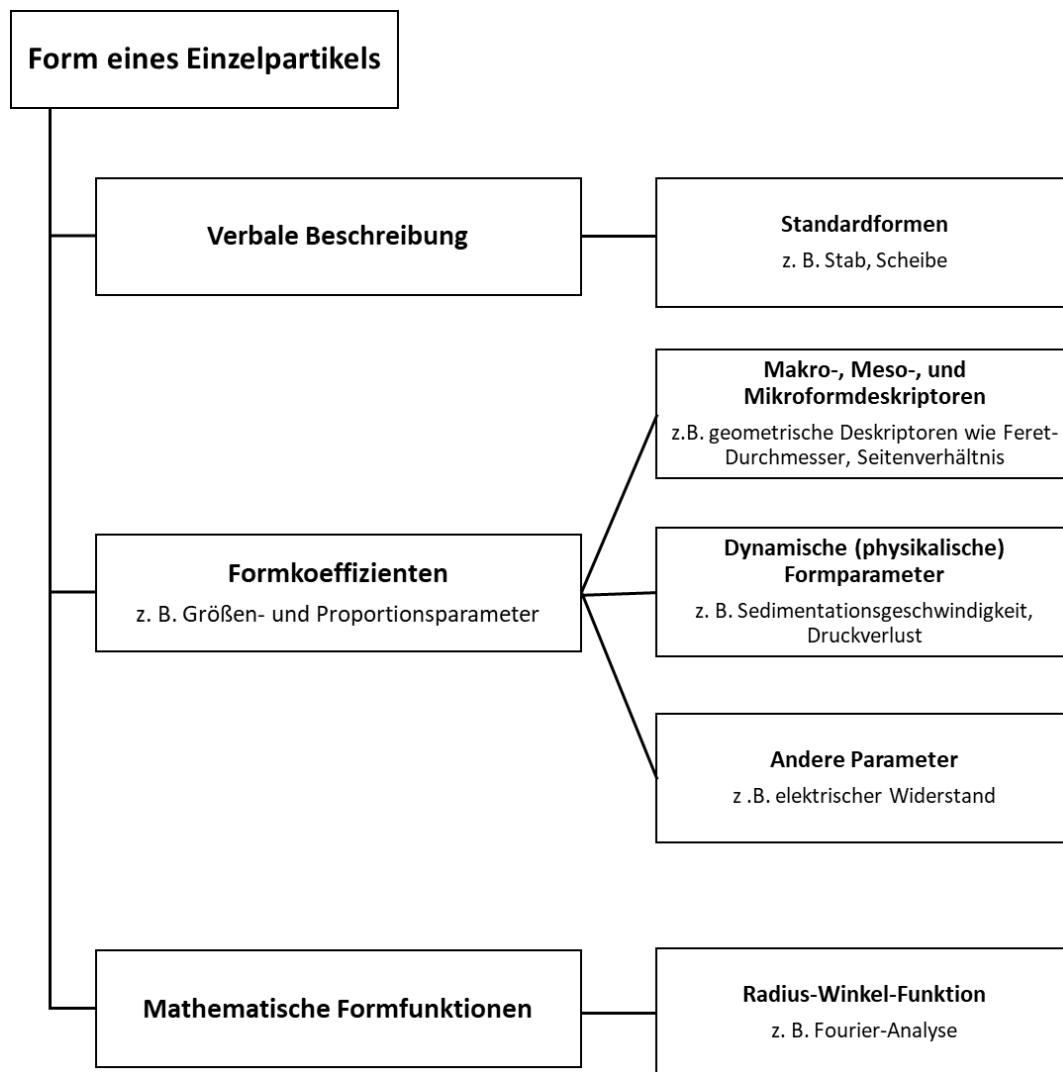 Form eines Einzelpartikels
Verbale Beschreibung
Standardformen
z. B. Stab, Scheibe
Makro-, Meso-, und
Mikroformdeskriptoren
z.B. geometrische Deskriptoren wie Feret-
Durchmesser, Seitenverhältnis
Formkoeffizienten
z. B. Größen- und Proportionsparameter
Dynamische (physikalische)
Formparameter
z. B. Sedimentationsgeschwindigkeit,
Druckverlust
Andere Parameter
z .B. elektrischer Widerstand
Mathematische Formfunktionen
Radius-Winkel-Funktion
z. B. Fourier-Analyse